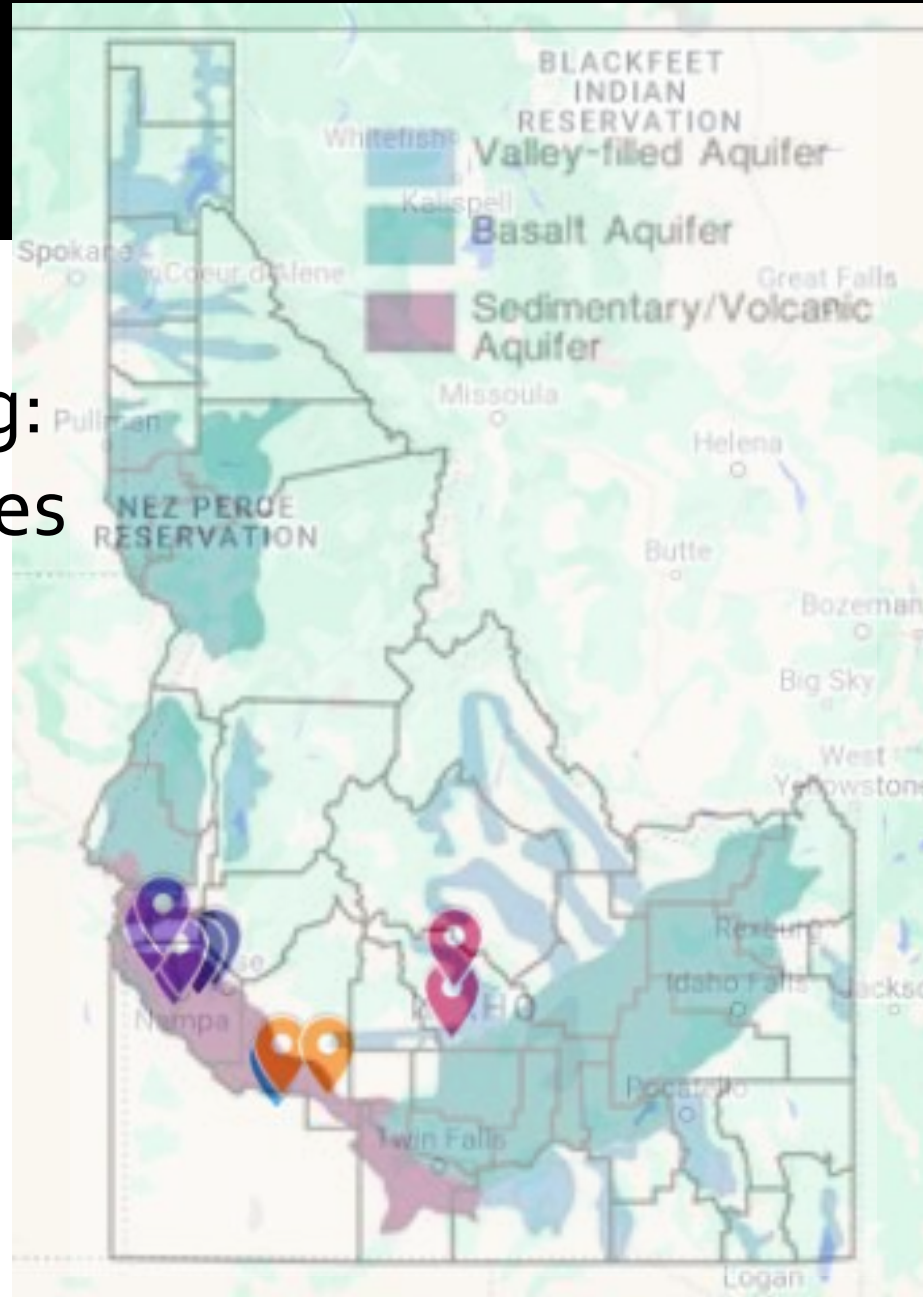 BLACKFEET
INDIAN
RESERVATION
Whitefish
Valley-filled Aquifer
Kalispell
Basalt Aquifer
Spokane
Coeur d'Alene
Great Falls
Sedimentary/Volcanic
Aquifer
g:
Missoula
Pullman
Helena
es
NEZ PERCE
RESERVATION
Butte
Bozeman
Big Sky
West
Yellowstone
Rexburg
se
Idaho Falls
Jackso
HO
Nampa
Pocatello
Twin Falls
Logan